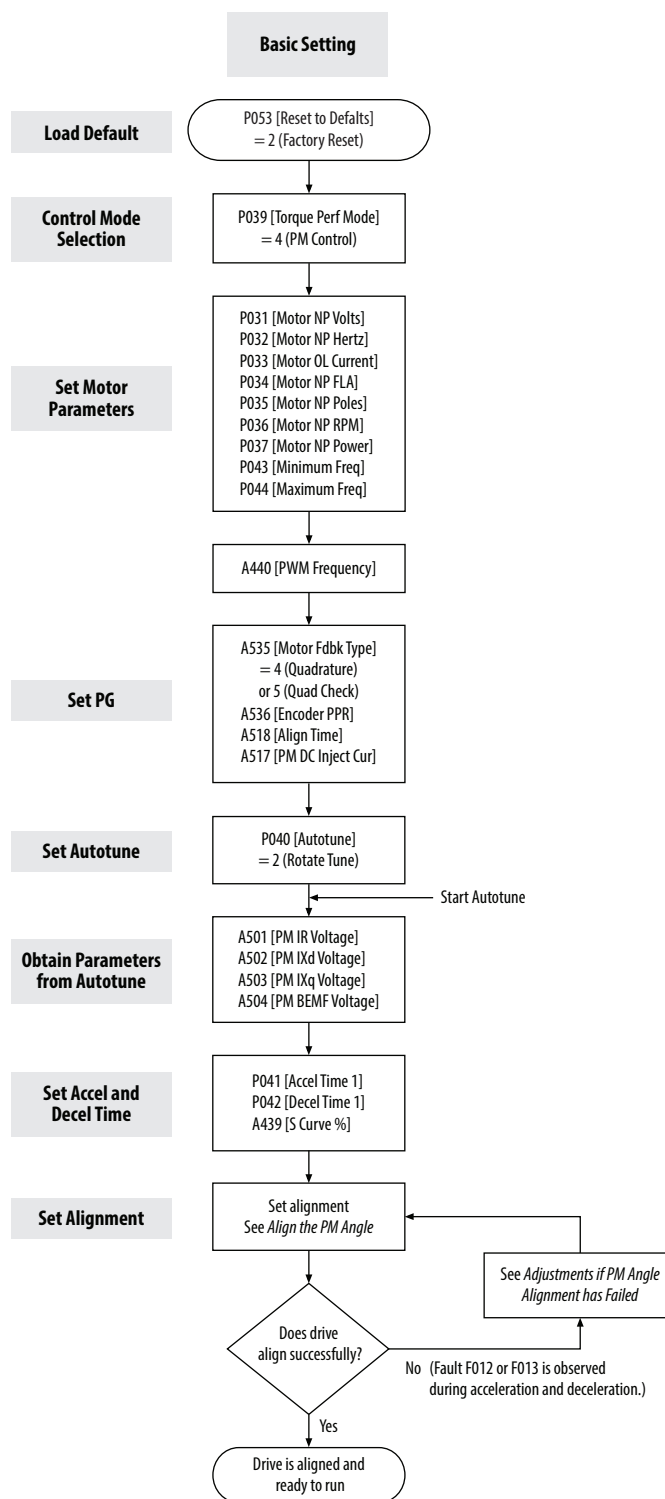 Basic Setting
Load Default
P053 [Reset to Defalts]
= 2 (Factory Reset)
Control Mode
Selection
P039 [Torque Perf Mode]
= 4 (PM Control)
Set Motor
Parameters
P031 [Motor NP Volts]
P032 [Motor NP Hertz]
P033 [Motor OL Current]
P034 [Motor NP FLA]
P035 [Motor NP Poles]
P036 [Motor NP RPM]
P037 [Motor NP Power]
P043 [Minimum Freq]
P044 [Maximum Freq]
A440 [PWM Frequency]
Set PG
A535 [Motor Fdbk Type]
= 4 (Quadrature)
or 5 (Quad Check)
A536 [Encoder PPR]
A518 [Align Time]
A517 [PM DC Inject Cur]
Set Autotune
P040 [Autotune]
= 2 (Rotate Tune)
Start Autotune
Obtain Parameters
from Autotune
A501 [PM IR Voltage]
A502 [PM IXd Voltage]
A503 [PM IXq Voltage]
A504 [PM BEMF Voltage]
Set Accel and
Decel Time
P041 [Accel Time 1]
P042 [Decel Time 1]
A439 [S Curve %]
Set Alignment
Set alignment
See Align the PM Angle
See Adjustments if PM Angle
Alignment has Failed
Does drive
align successfully?
No (Fault F012 or F013 is observed
during acceleration and deceleration.)
Yes
Drive is aligned and
ready to run